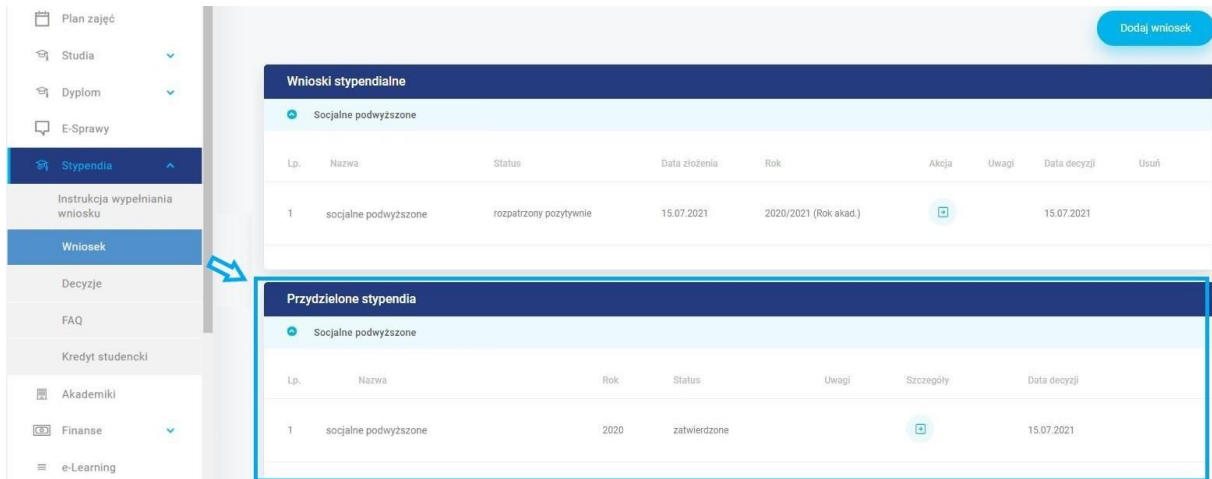 Plan zajęć
Studia
Dyplom
E-Sprawy
Stypendia
Instrukcja wypełniania
wniosku
Wniosek
Decyzje
FAQ
Kredyt studencki
Akademiki
Finanse
e-Learning
Dodaj wniosek
Wnioski stypendialne
Socjalne podwyższone
Lp. Nazwa Status Data złożenia Rok Akcja Uwagi Data decyzji Usuń
1 socjalne podwyższone rozpatrzony pozytywnie 15.07.2021 2020/2021 (Rok akad.) 15.07.2021
Przydzielone stypendia
Socjalne podwyższone
Lp. Nazwa Rok Status Uwagi Szczegóły Data decyzji
1 socjalne podwyższone 2020 zatwierdzone 15.07.2021